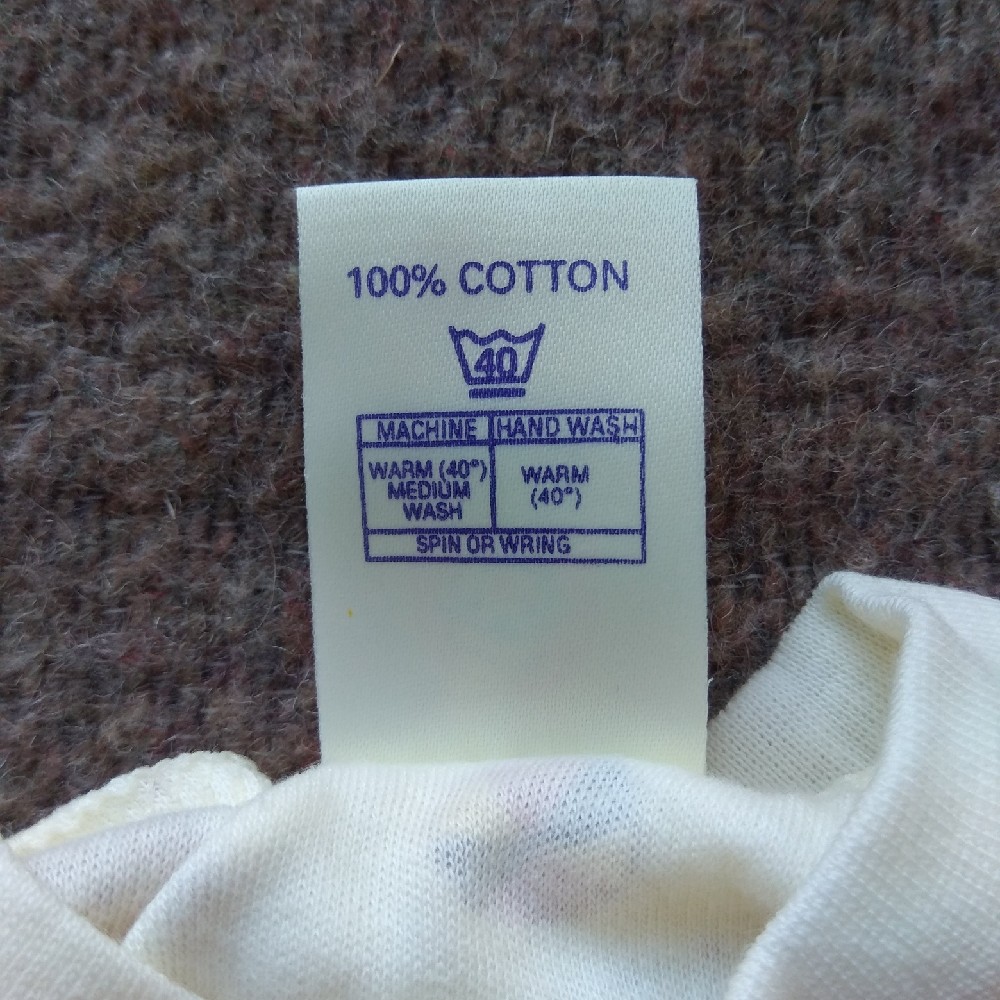 100% COTTON
40
MACHINE HAND WASH
WARM (40°) WARM
MEDIUM (40°)
WASH
SPIN OR WRING